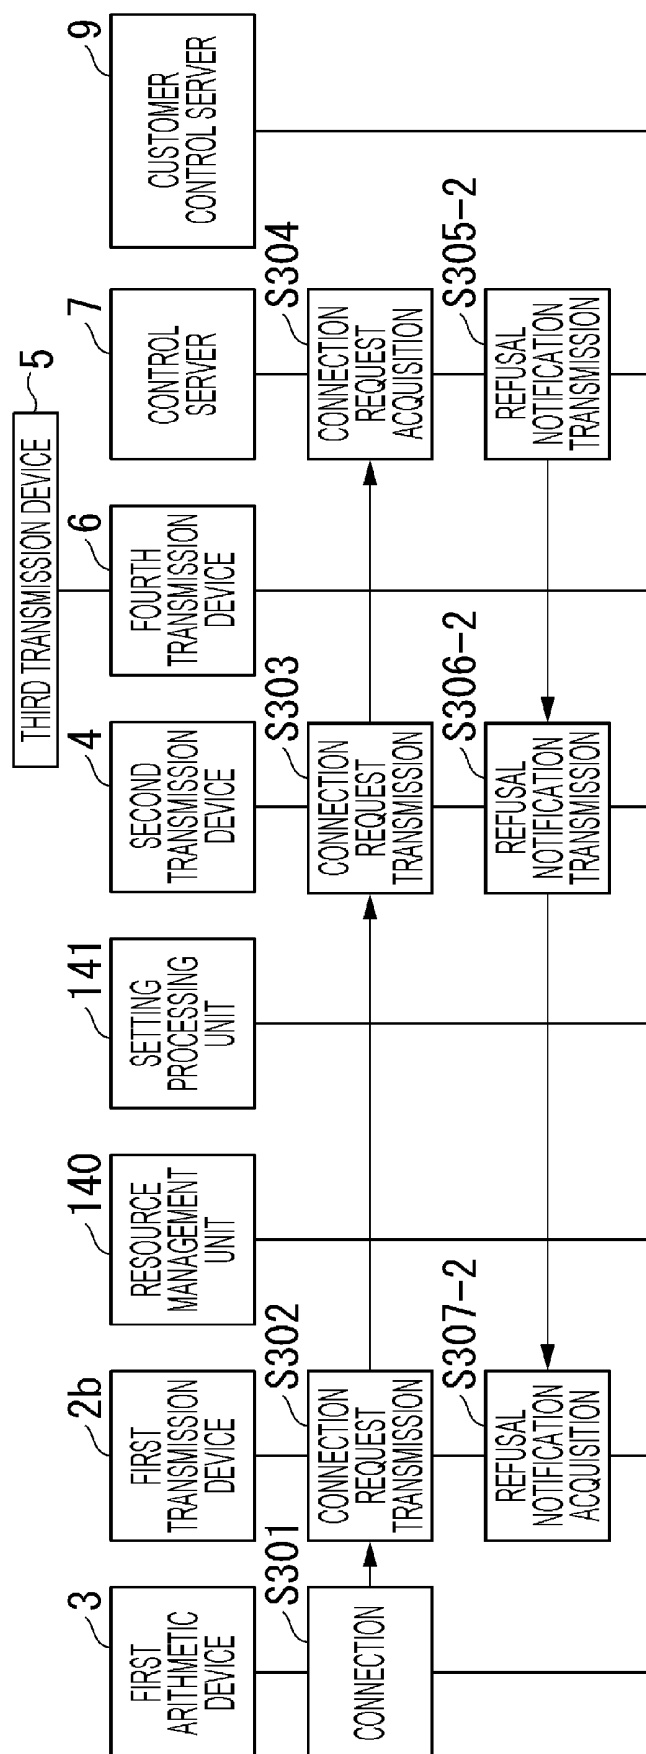 THIRD TRANSMISSION DEVICE
5
3
FIRST
ARITHMETIC
DEVICE
2b
FIRST
TRANSMISSION
DEVICE
140
RESOURCE
MANAGEMENT
UNIT
141
SETTING
PROCESSING
UNIT
4
SECOND
TRANSMISSION
DEVICE
6
FOURTH
TRANSMISSION
DEVICE
7
CONTROL
SERVER
9
CUSTOMER
CONTROL SERVER
S301
CONNECTION
S302
CONNECTION
REQUEST
TRANSMISSION
S303
CONNECTION
REQUEST
TRANSMISSION
S304
CONNECTION
REQUEST
ACQUISITION
S307-2
REFUSAL
NOTIFICATION
ACQUISITION
S306-2
REFUSAL
NOTIFICATION
TRANSMISSION
S305-2
REFUSAL
NOTIFICATION
TRANSMISSION